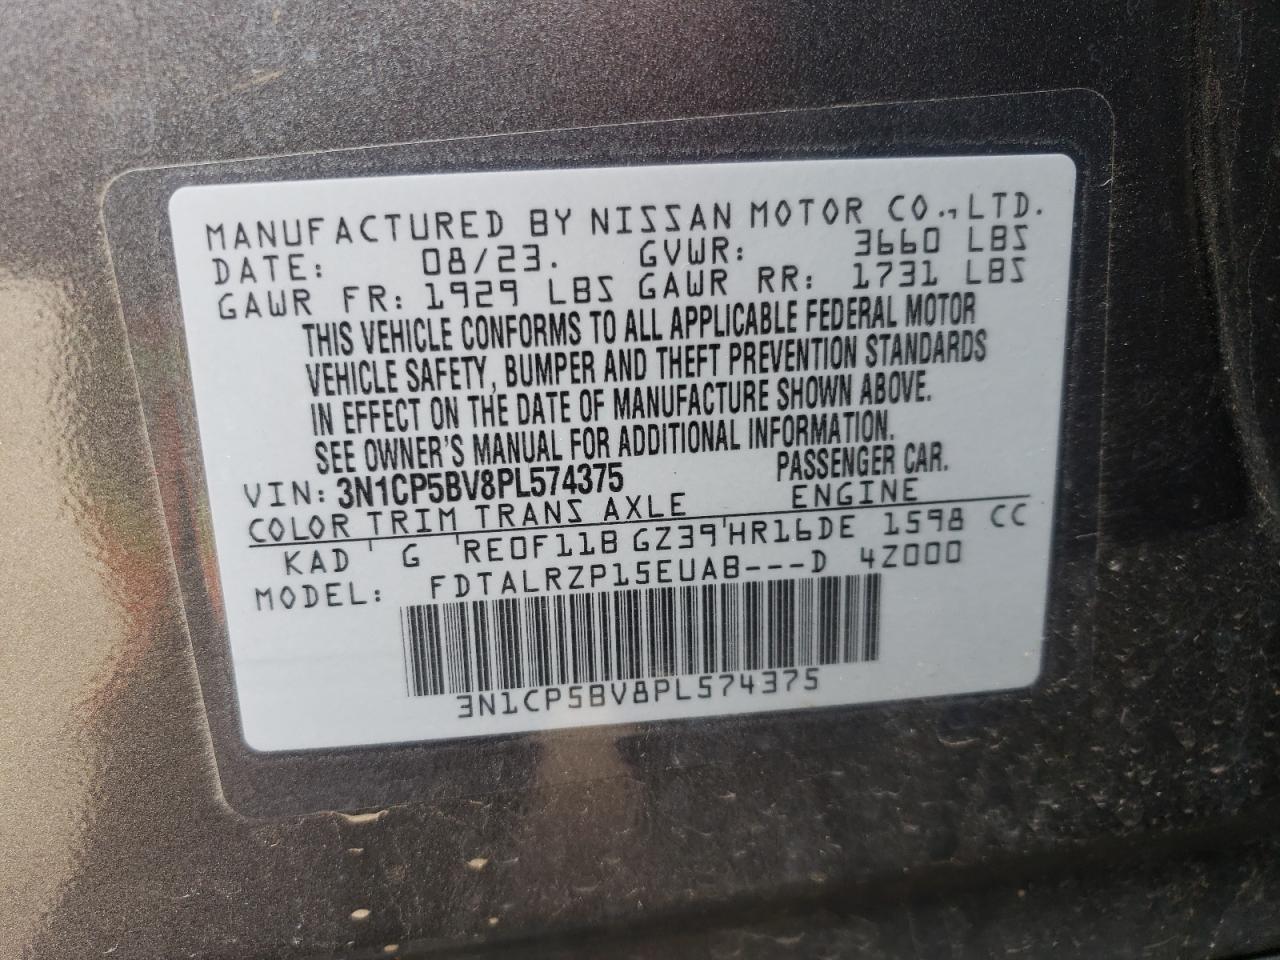 MANUFACTURED BY NISSAN MOTOR CO., LTD.
DATE: 08/23. GVWR: 3660 LBS
GAWR FR: 1929 LBS GAWR RR: 1731 LBS
THIS VEHICLE CONFORMS TO ALL APPLICABLE FEDERAL MOTOR
VEHICLE SAFETY, BUMPER AND THEFT PREVENTION STANDARDS
IN EFFECT ON THE DATE OF MANUFACTURE SHOWN ABOVE.
SEE OWNER'S MANUAL FOR ADDITIONAL INFORMATION.
VIN: 3N1CP5BV8PL574375 PASSENGER CAR.
COLOR TRIM TRANS AXLE ENGINE
KAD G RE0F11B GZ39 HR16DE 1598 CC
MODEL: FDTALRZP15EUAB---D 4Z000
3N1CP5BV8PL574375